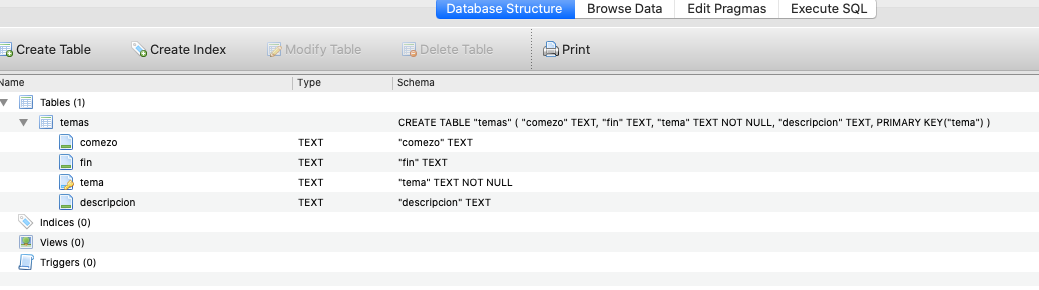 Database Structure Browse Data Edit Pragmas Execute SQL
Create Table Create Index Modify Table Delete Table Print
Name Type Schema
Tables (1)
temas CREATE TABLE "temas" ( "comezo" TEXT, "fin" TEXT, "tema" TEXT NOT NULL, "descripcion" TEXT, PRIMARY KEY("tema") )
comezo TEXT "comezo" TEXT
fin TEXT "fin" TEXT
tema TEXT "tema" TEXT NOT NULL
descripcion TEXT "descripcion" TEXT
Indices (0)
Views (0)
Triggers (0)